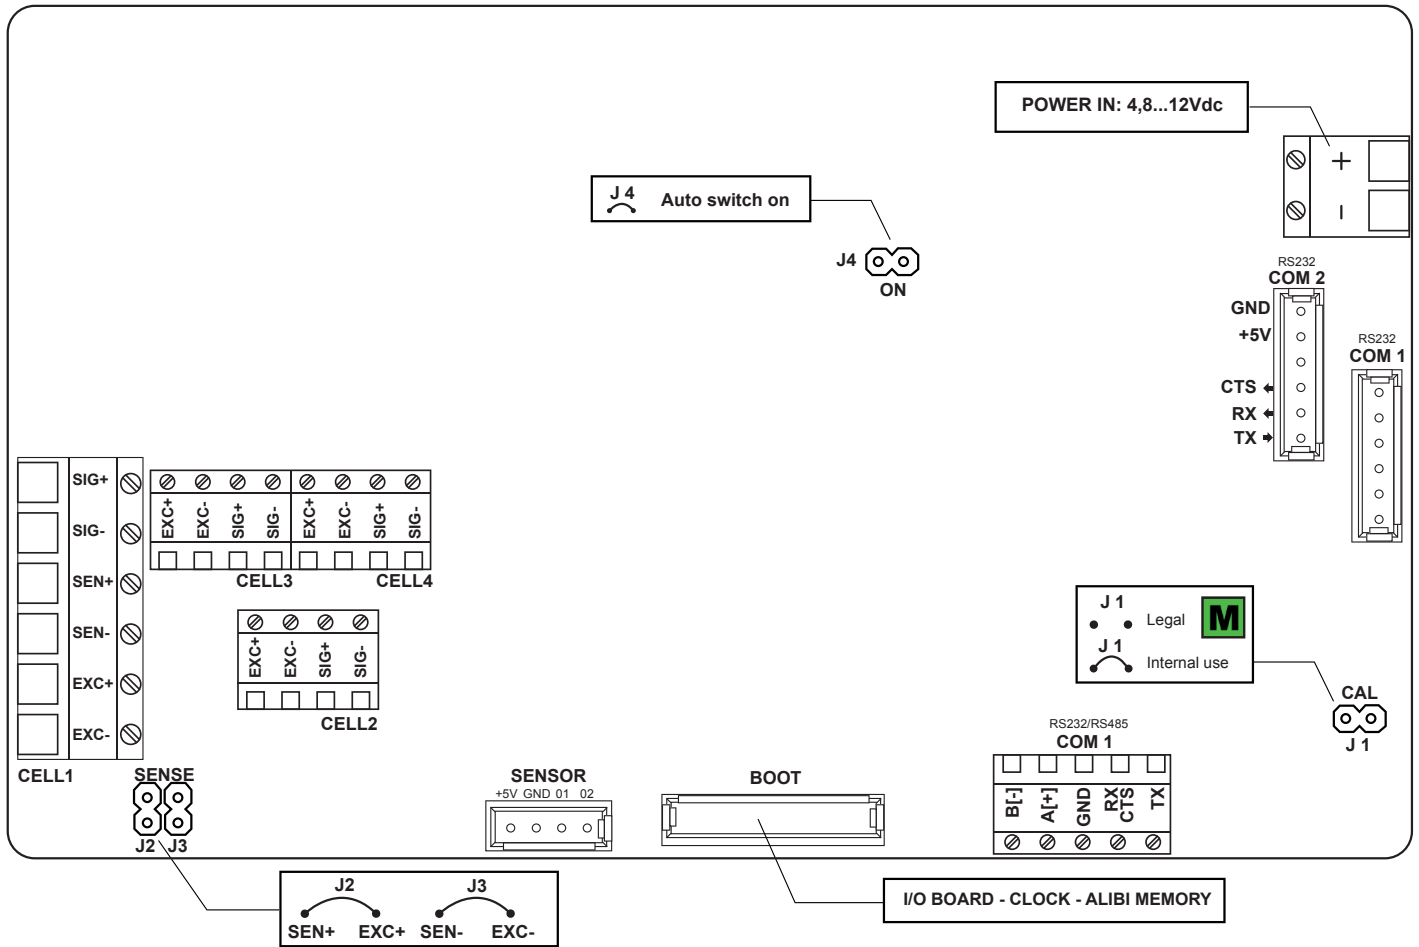 POWER IN: 4,8...12Vdc
+
-
J 4 Auto switch on
J4
ON
RS232
COM 2
GND
+5V
CTS
RX
TX
RS232
COM 1
SIG+
SIG-
SEN+
SEN-
EXC+
EXC-
CELL1
EXC+ EXC- SIG+ SIG- EXC+ EXC- SIG+ SIG-
CELL3 CELL4
EXC+ EXC- SIG+ SIG-
CELL2
J 1
Legal M
J 1
Internal use
CAL
J 1
RS232/RS485
COM 1
B[-] A[+] GND RX CTS TX
SENSE
J2 J3
SENSOR
+5V GND 01 02
BOOT
I/O BOARD - CLOCK - ALIBI MEMORY
J2 J3
SEN+ EXC+ SEN- EXC-